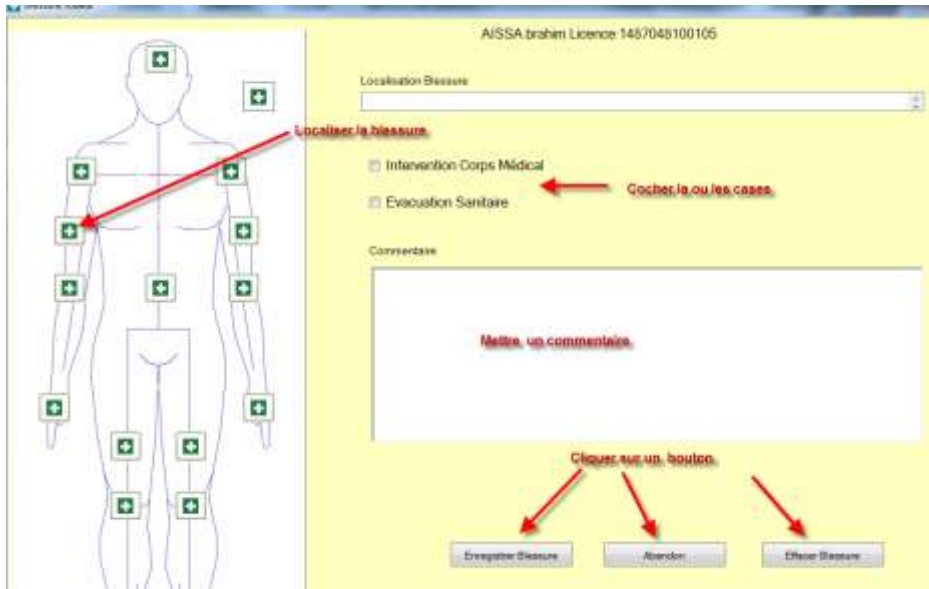 AISSA brahim Licence 1487048100105
Localisation Blessure
Localiser la blessure
Intervention Corps Médical
Cocher la ou les cases
Evacuation Sanitaire
Commentaire
Mettre un commentaire
Cliquer sur un bouton
Enregistrer Blessure
Abandon
Effacer Blessure